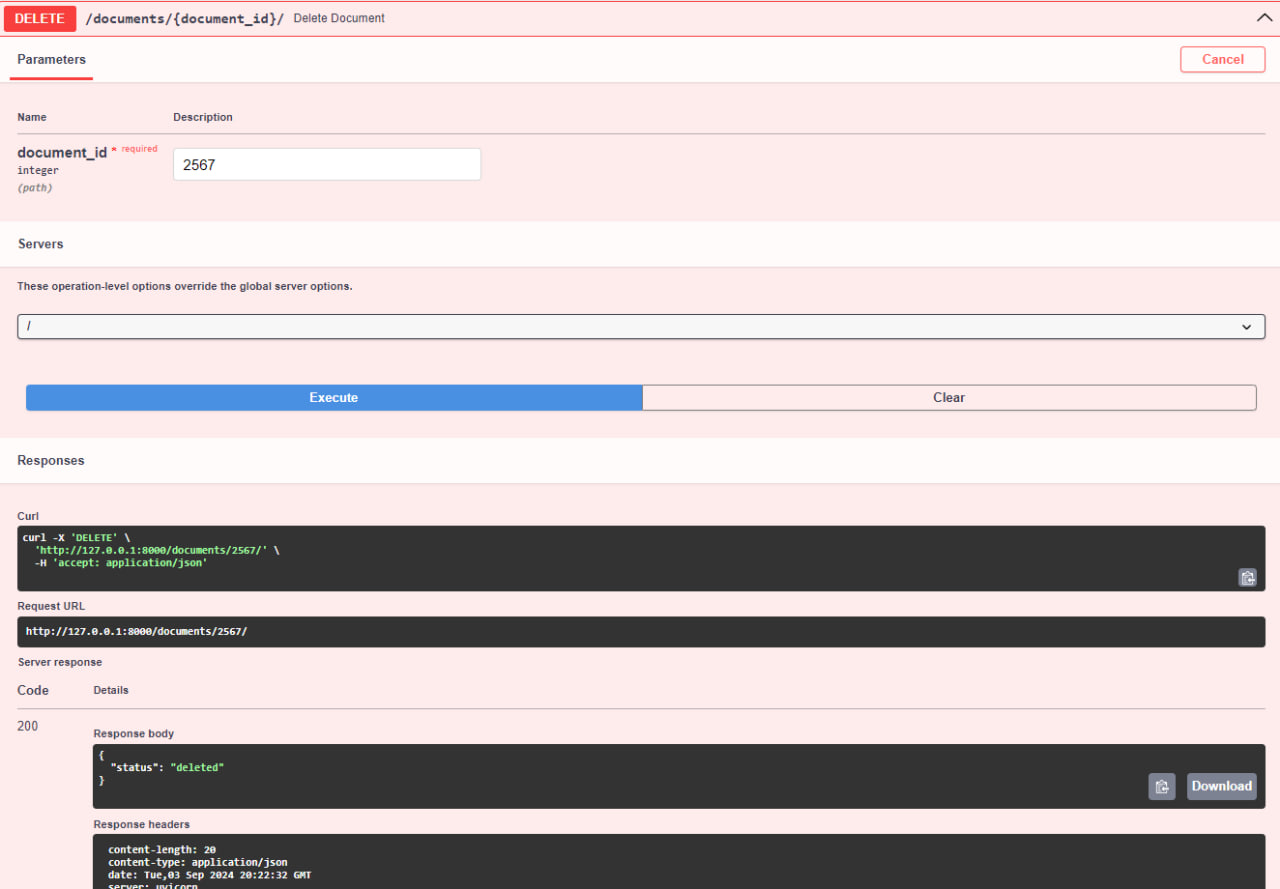 DELETE /documents/{document_id}/ Delete Document
Parameters
Cancel
Name Description
document_id * required
integer
(path)
2567
Servers
These operation-level options override the global server options.
/
Execute Clear
Responses
Curl
curl -X 'DELETE' \
'http://127.0.0.1:8000/documents/2567/' \
-H 'accept: application/json'
Request URL
http://127.0.0.1:8000/documents/2567/
Server response
Code Details
200
Response body
{
"status": "deleted"
}
Download
Response headers
content-length: 20
content-type: application/json
date: Tue,03 Sep 2024 20:22:32 GMT
server: uvicorn